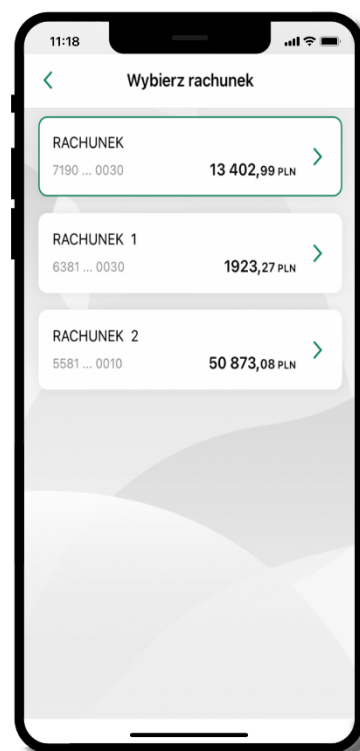 11:18
Wybierz rachunek
RACHUNEK
7190 ... 0030 13 402,99 PLN
RACHUNEK 1
6381 ... 0030 1923,27 PLN
RACHUNEK 2
5581 ... 0010 50 873,08 PLN